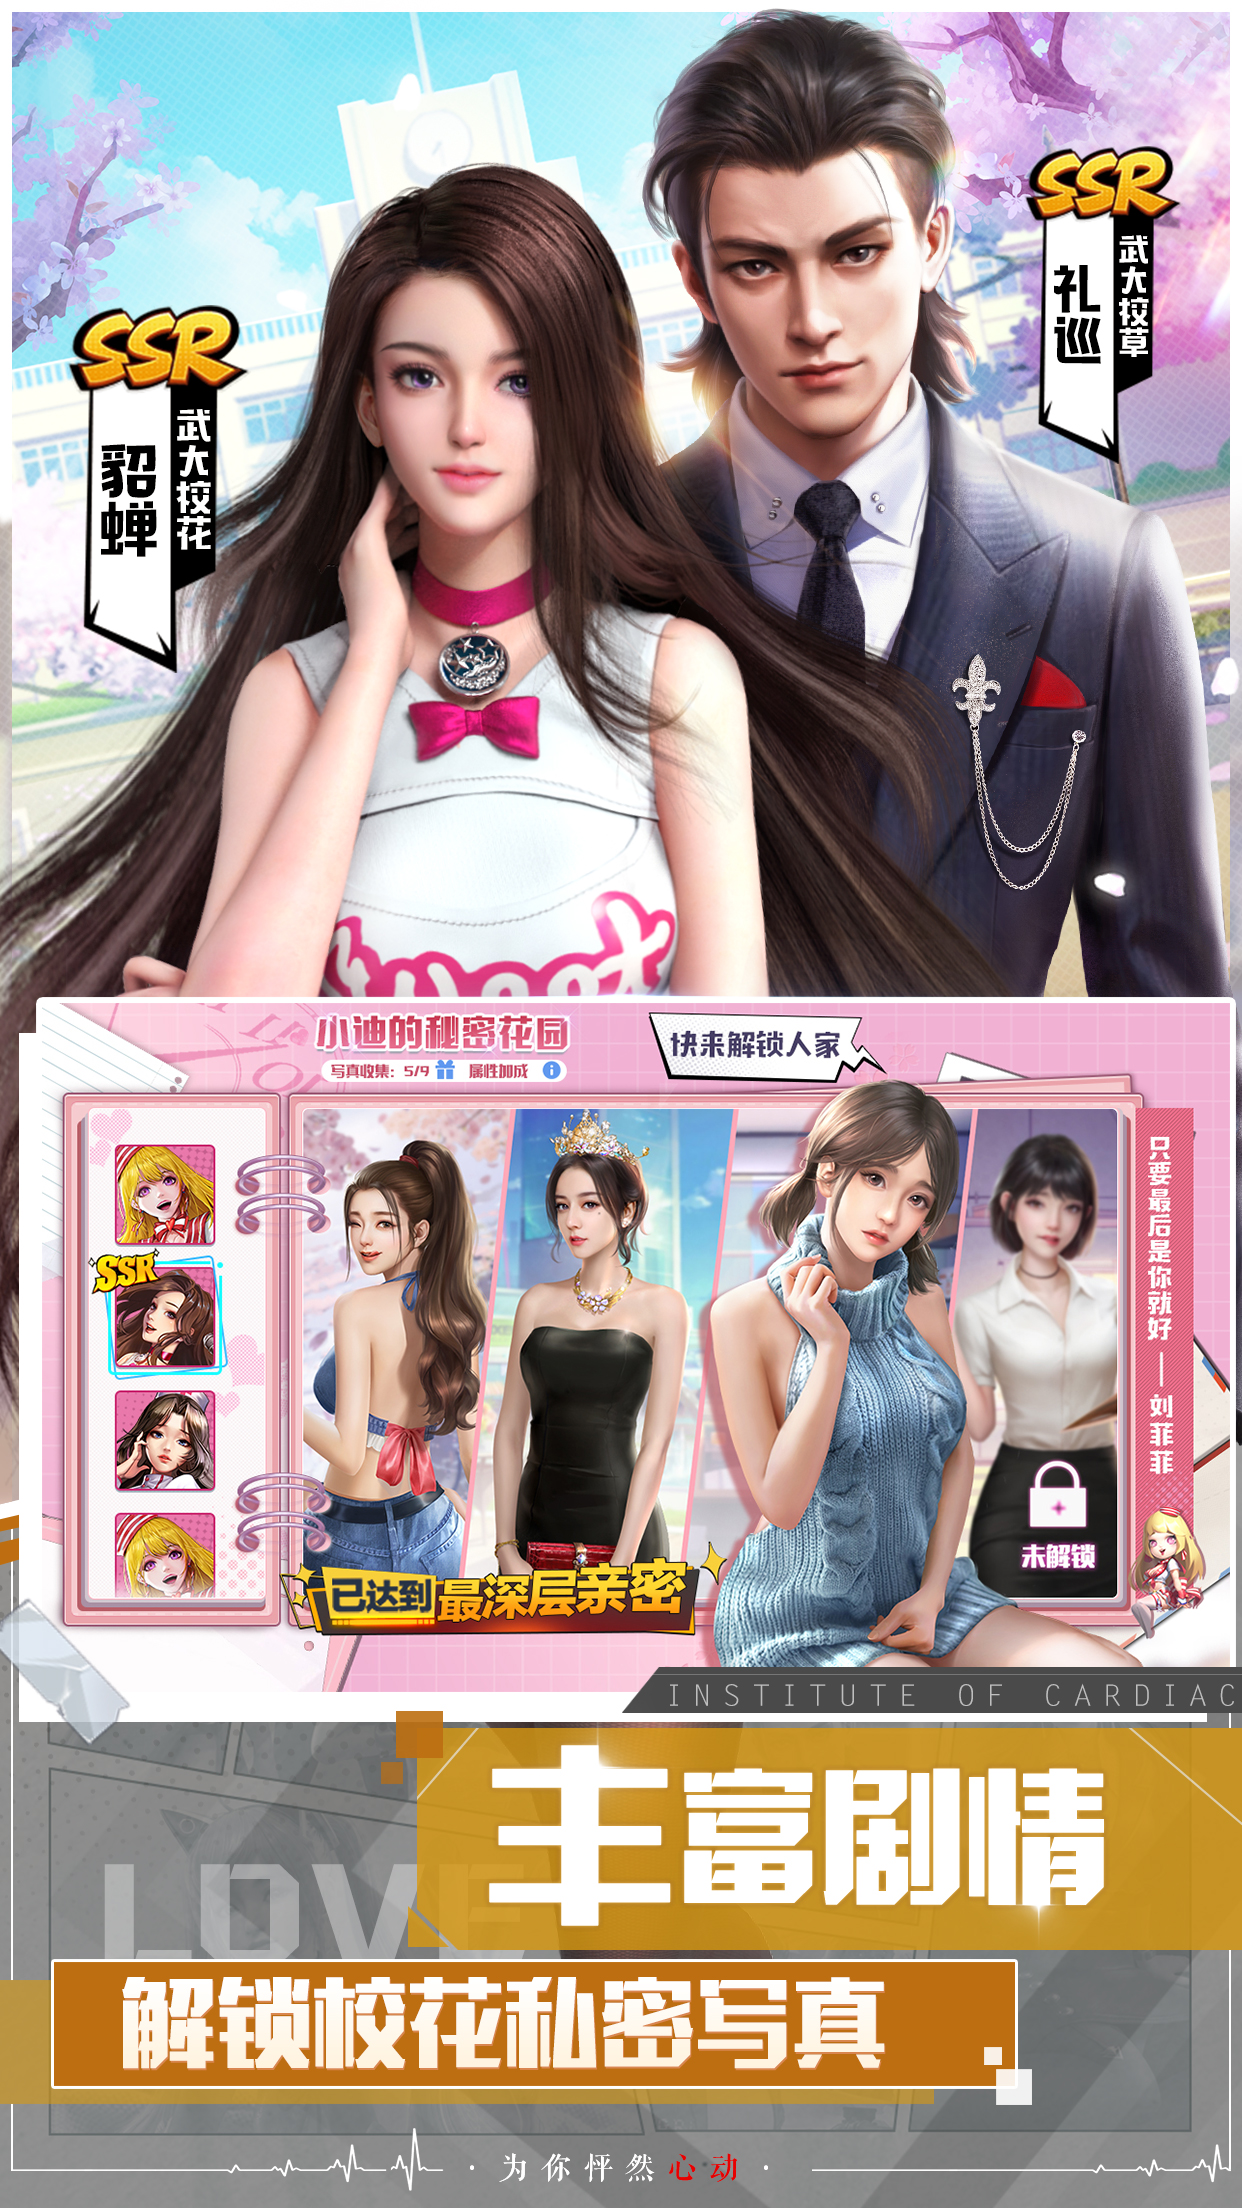 SSR
武大校草
礼巡
SSR
武大校花
貂蝉
小迪的秘密花园
写真收集：5/9 属性加成
快来解锁人家
SSR
只要最后是你就好 — 刘菲菲
未解锁
已达到最深层亲密
INSTITUTE OF CARDIAC
LOVE
丰富剧情
解锁校花私密写真
· 为你怦然心动 ·